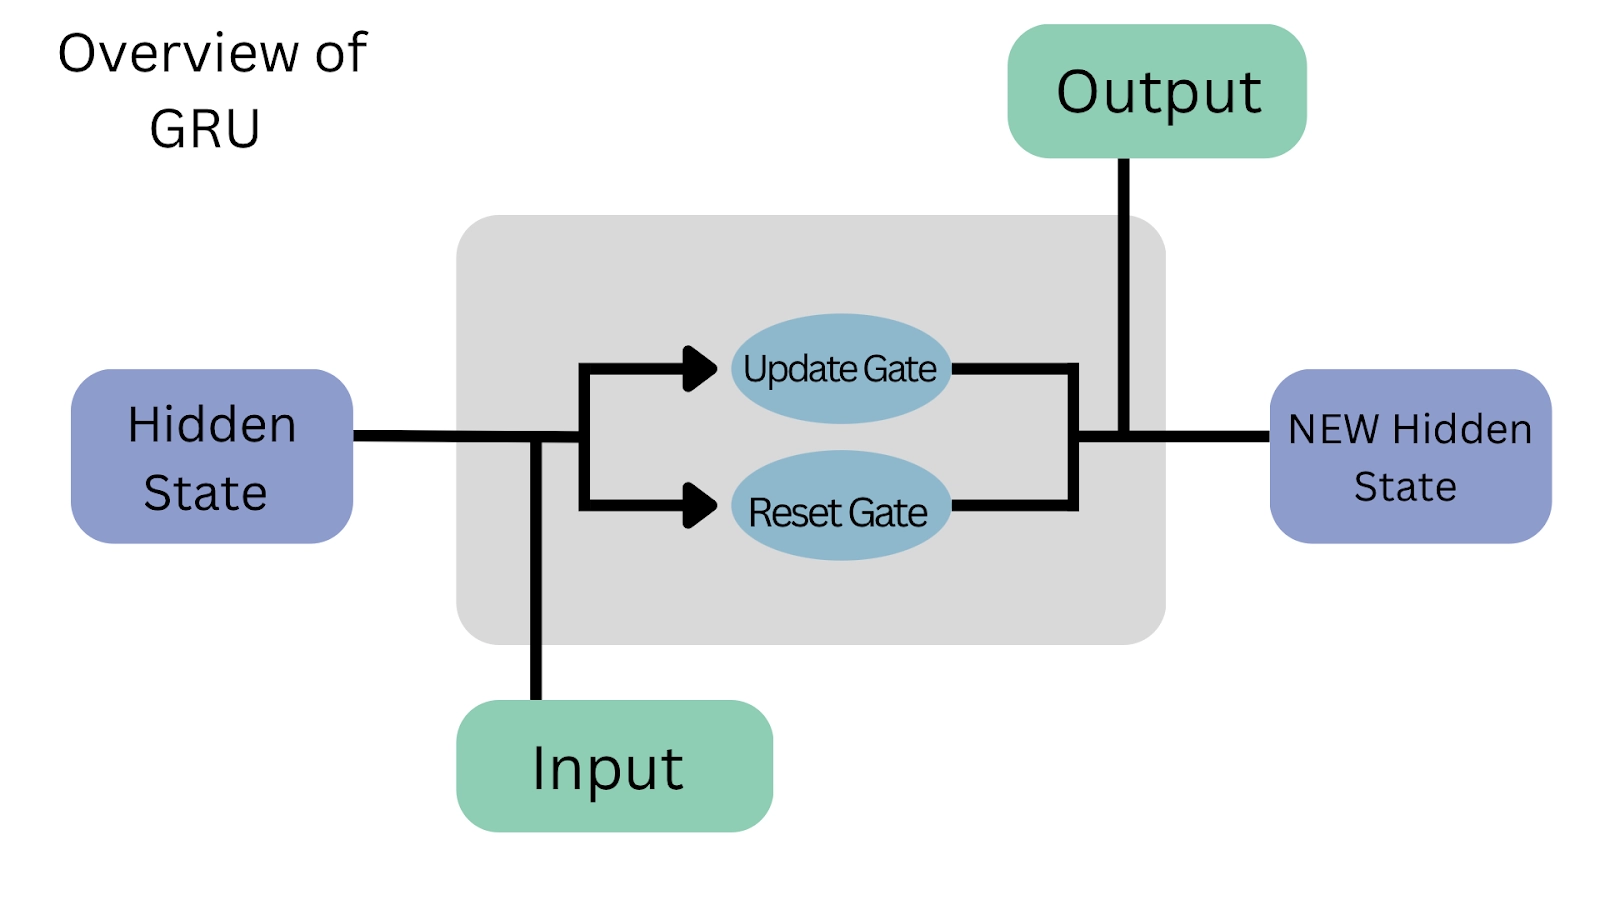 Overview of
GRU
Output
Update Gate
Hidden
State
NEW Hidden
State
Reset Gate
Input